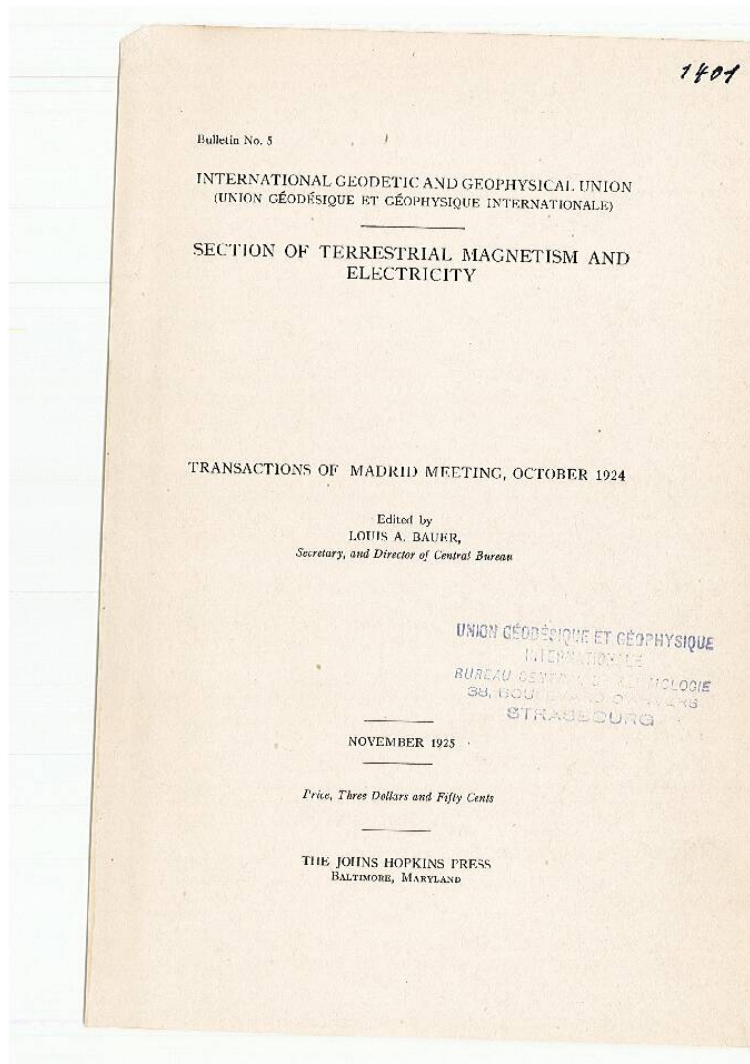 1401
Bulletin No. 5
INTERNATIONAL GEODETIC AND GEOPHYSICAL UNION
(UNION GÉODÉSIQUE ET GÉOPHYSIQUE INTERNATIONALE)
SECTION OF TERRESTRIAL MAGNETISM AND
ELECTRICITY
TRANSACTIONS OF MADRID MEETING, OCTOBER 1924
Edited by
LOUIS A. BAUER,
Secretary, and Director of Central Bureau
UNION GÉODÉSIQUE ET GÉOPHYSIQUE
INTERNATIONALE
BUREAU
38,
STRASBOURG
NOVEMBER 1925
Price, Three Dollars and Fifty Cents
THE JOHNS HOPKINS PRESS
BALTIMORE, MARYLAND